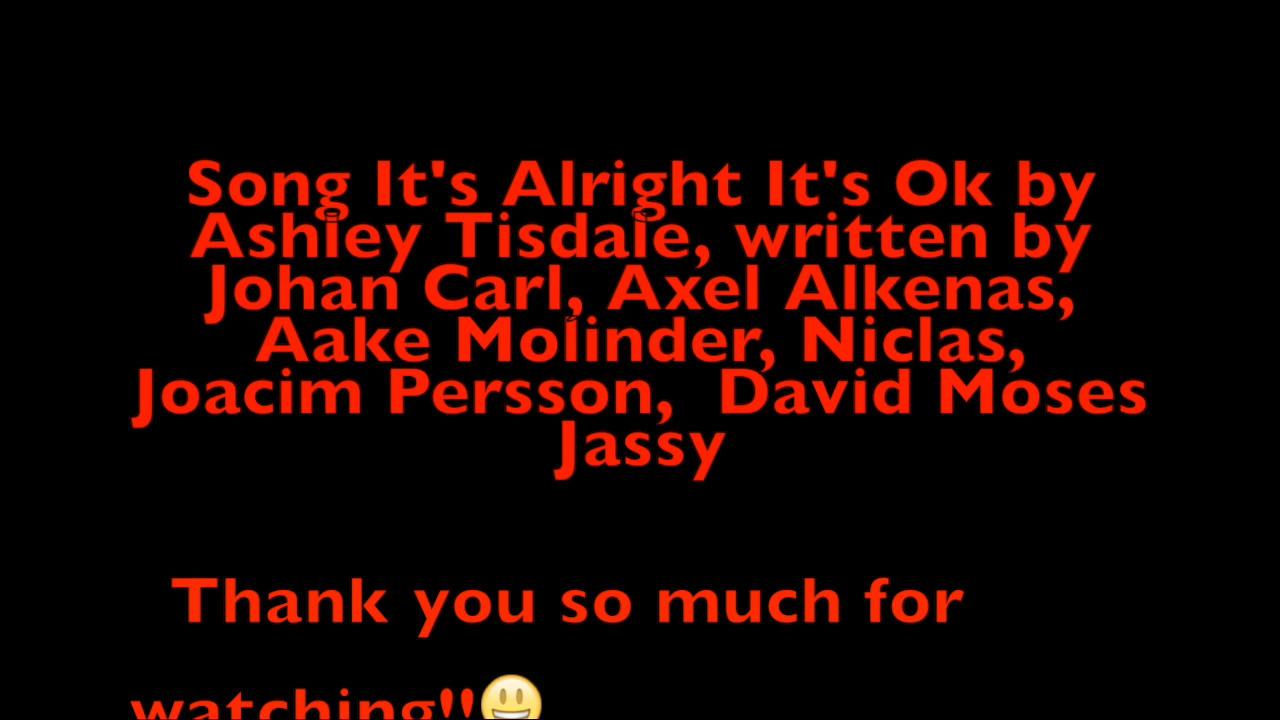 Song It's Alright It's Ok by
Ashley Tisdale, written by
Johan Carl, Axel Alkenas,
Aake Molinder, Niclas,
Joacim Persson,  David Moses
Jassy
Thank you so much for
watching!!😃